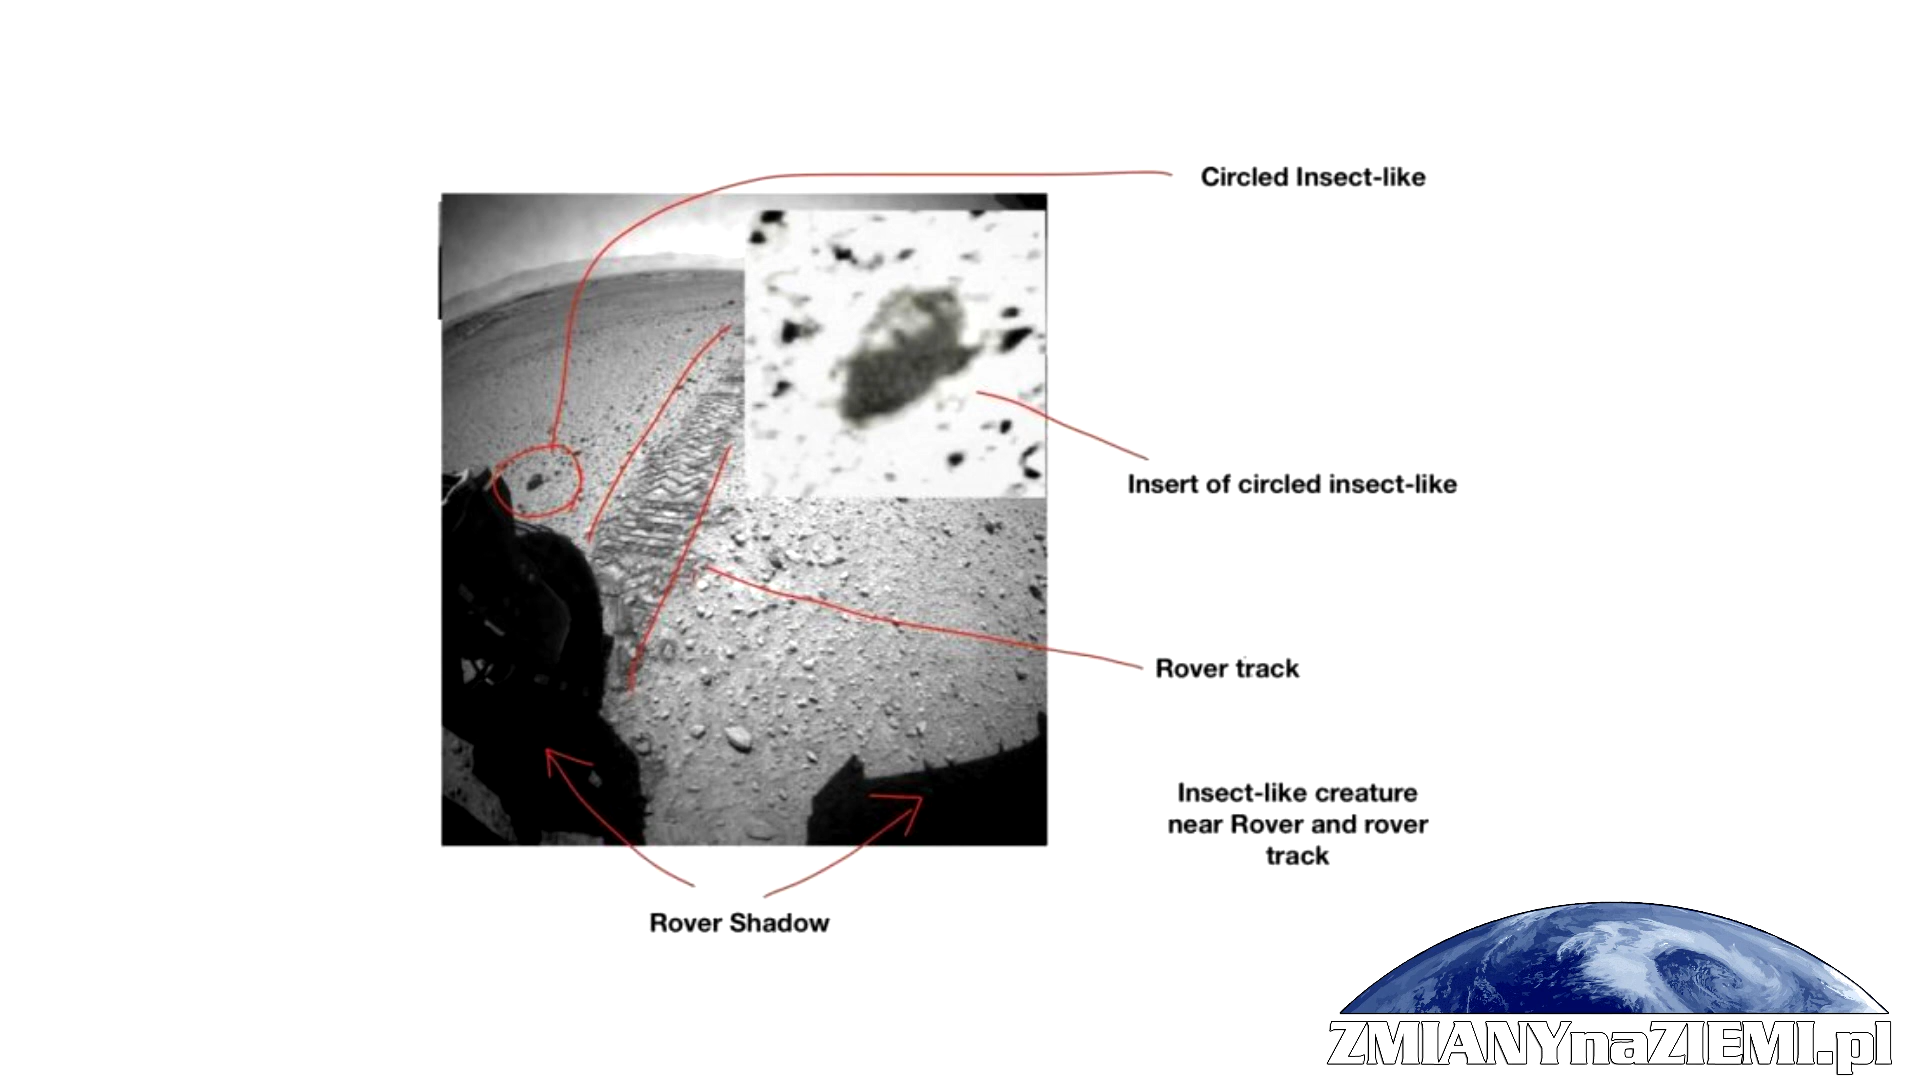 Circled Insect-like
Insert of circled insect-like
Rover track
Insect-like creature
near Rover and rover
track
Rover Shadow
ZMIANYnaZIEMI.pl